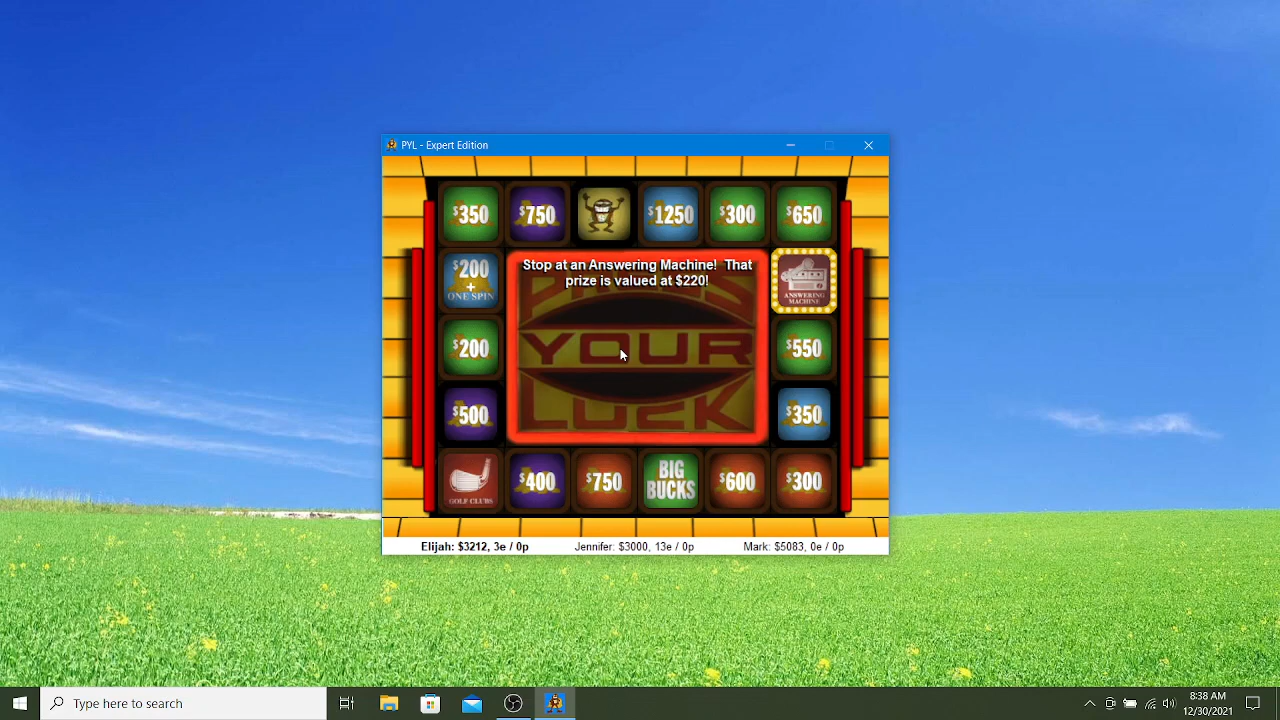 PYL - Expert Edition
$350 $750 $1250 $300 $650
$200
+
ONE SPIN
Stop at an Answering Machine! That
prize is valued at $220!
ANSWERING
MACHINE
PRESS
$200
YOUR
$550
$500
LUCK
$350
GOLF CLUBS
$400
$750
BIG
BUCKS
$600
$300
Elijah: $3212, 3e / 0p
Jennifer: $3000, 13e / 0p
Mark: $5083, 0e / 0p
Type here to search
8:38 AM
12/30/2021